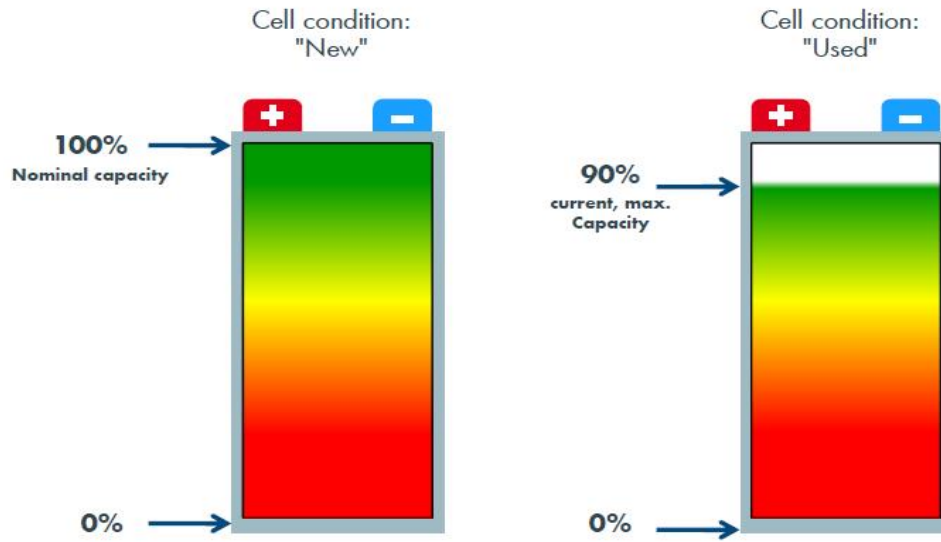 Cell condition:
"New"
Cell condition:
"Used"
+
-
+
-
100%
Nominal capacity
90%
current, max.
Capacity
0%
0%